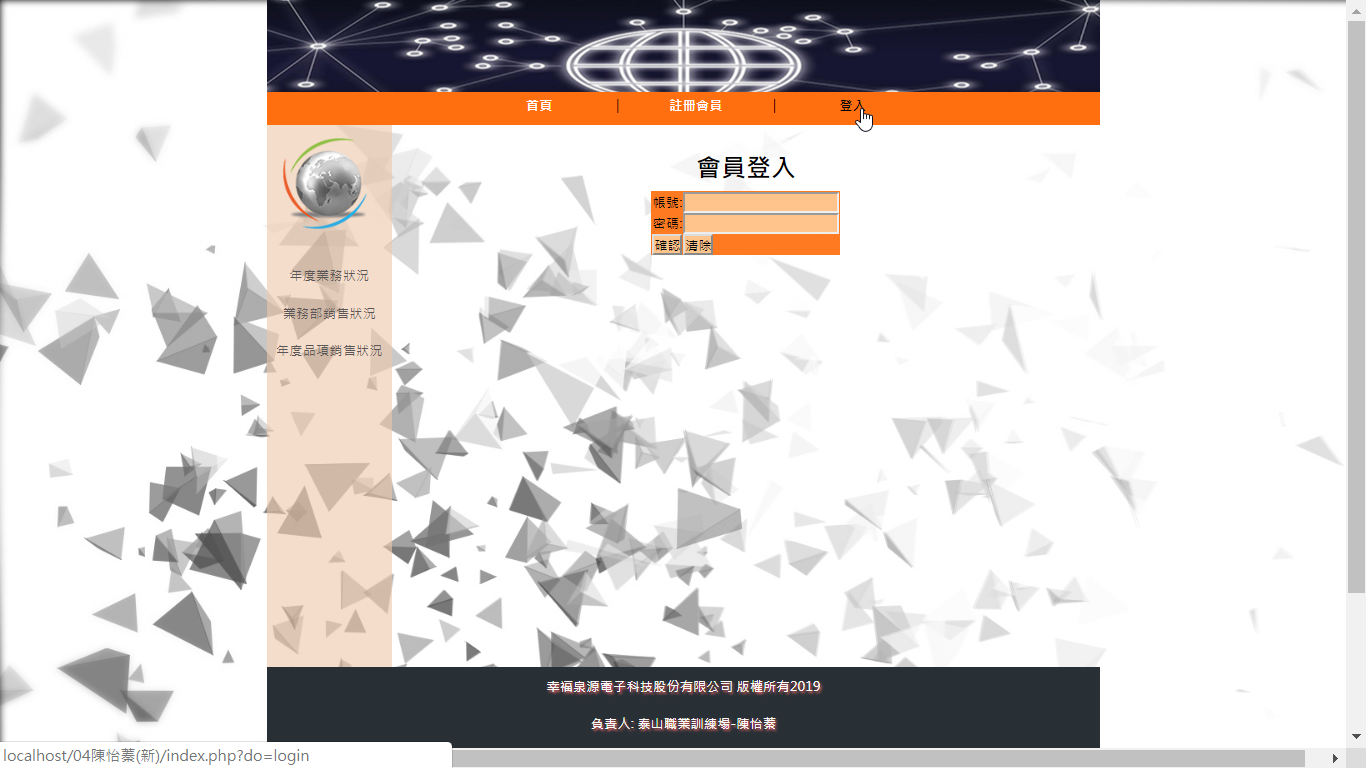 首頁 | 註冊會員 | 登入
會員登入
帳號:
密碼:
確認 清除
年度業務狀況
業務部銷售狀況
年度品項銷售狀況
幸福泉源電子科技股份有限公司 版權所有2019
負責人: 泰山職業訓練場-陳怡蓁
localhost/04陳怡蓁(新)/index.php?do=login